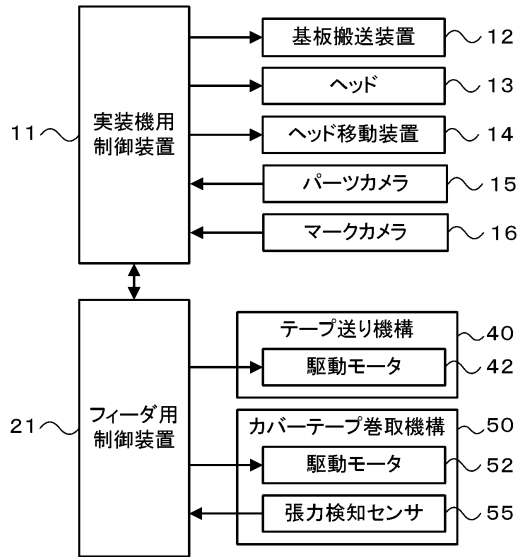 基板搬送装置 12
ヘッド 13
11 実装機用
制御装置
ヘッド移動装置 14
パーツカメラ 15
マークカメラ 16
テープ送り機構 40
駆動モータ 42
21 フィーダ用
制御装置
カバーテープ巻取機構 50
駆動モータ 52
張力検知センサ 55